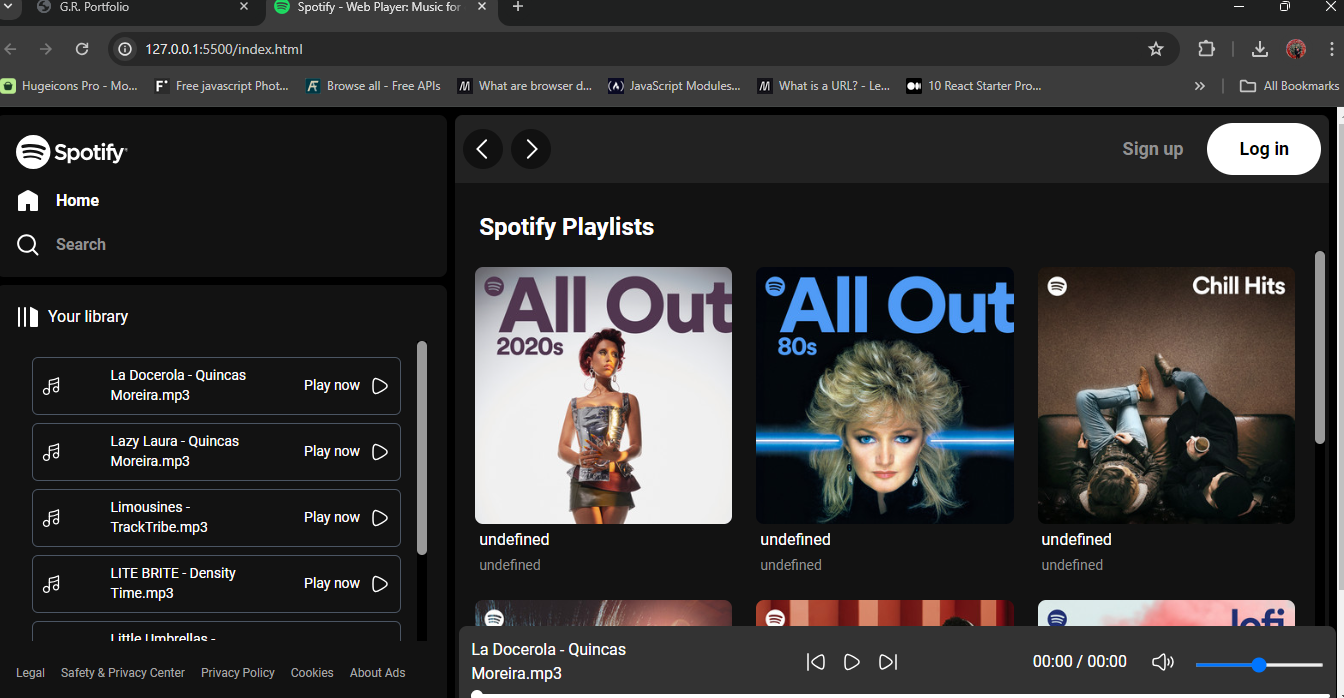 G.R. Portfolio
Spotify - Web Player: Music for
127.0.0.1:5500/index.html
Hugeicons Pro - Mo...
Free javascript Phot...
Browse all - Free APIs
What are browser d...
JavaScript Modules...
What is a URL? - Le...
10 React Starter Pro...
All Bookmarks
Spotify
Home
Search
Your library
La Docerola - Quincas
Moreira.mp3
Play now
Lazy Laura - Quincas
Moreira.mp3
Play now
Limousines -
TrackTribe.mp3
Play now
LITE BRITE - Density
Time.mp3
Play now
Little Umbrellas -
Legal
Safety & Privacy Center
Privacy Policy
Cookies
About Ads
Sign up
Log in
Spotify Playlists
All Out
2020s
undefined
undefined
All Out
80s
undefined
undefined
Chill Hits
undefined
undefined
lofi
La Docerola - Quincas
Moreira.mp3
00:00 / 00:00